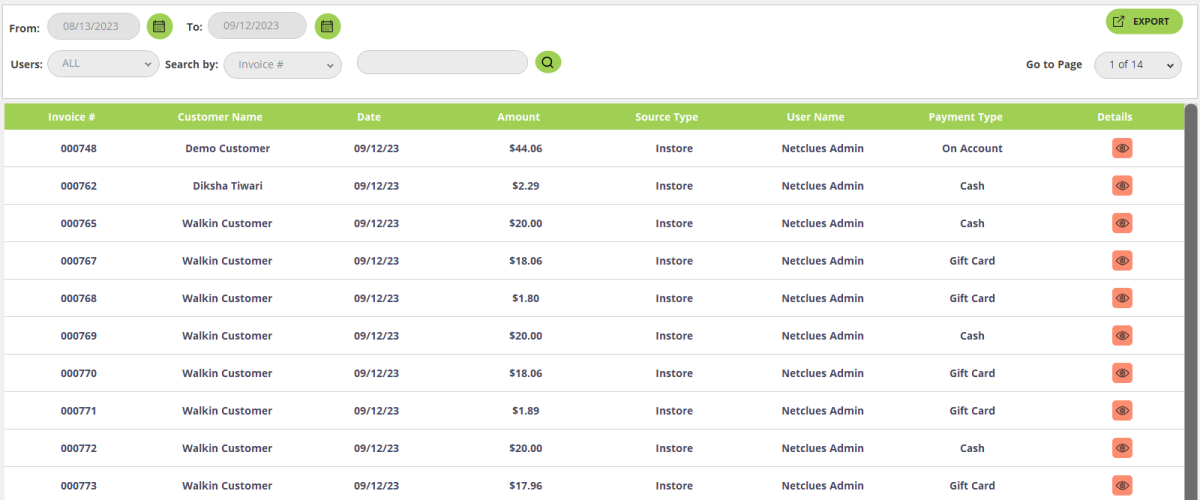 From: 08/13/2023 To: 09/12/2023 EXPORT
Users: ALL Search by: Invoice # Go to Page 1 of 14
Invoice # Customer Name Date Amount Source Type User Name Payment Type Details
000748 Demo Customer 09/12/23 $44.06 Instore Netclues Admin On Account
000762 Diksha Tiwari 09/12/23 $2.29 Instore Netclues Admin Cash
000765 Walkin Customer 09/12/23 $20.00 Instore Netclues Admin Cash
000767 Walkin Customer 09/12/23 $18.06 Instore Netclues Admin Gift Card
000768 Walkin Customer 09/12/23 $1.80 Instore Netclues Admin Gift Card
000769 Walkin Customer 09/12/23 $20.00 Instore Netclues Admin Cash
000770 Walkin Customer 09/12/23 $18.06 Instore Netclues Admin Gift Card
000771 Walkin Customer 09/12/23 $1.89 Instore Netclues Admin Gift Card
000772 Walkin Customer 09/12/23 $20.00 Instore Netclues Admin Cash
000773 Walkin Customer 09/12/23 $17.96 Instore Netclues Admin Gift Card